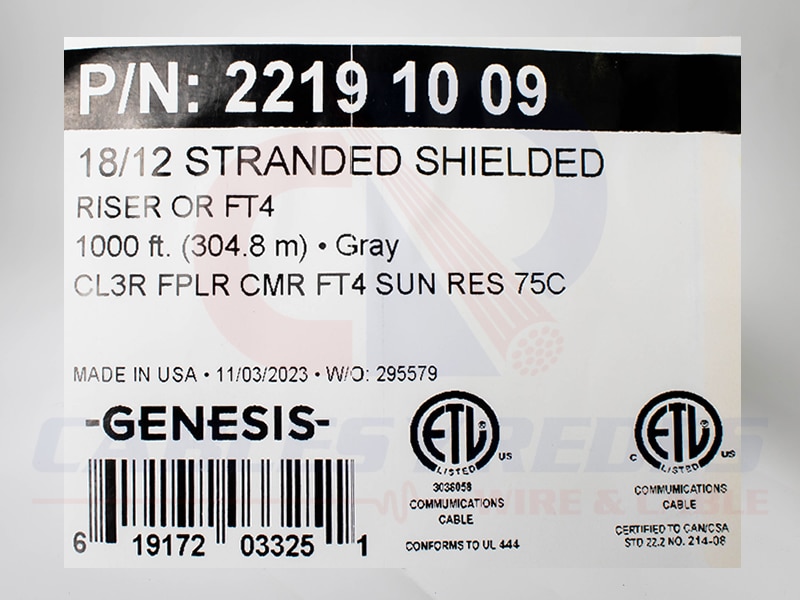 P/N: 2219 10 09
18/12 STRANDED SHIELDED
RISER OR FT4
1000 ft. (304.8 m) • Gray
CL3R FPLR CMR FT4 SUN RES 75C
MADE IN USA • 11/03/2023 • W/O: 295579
-GENESIS-
ETL
LISTED
US
3036058
COMMUNICATIONS
CABLE
CONFORMS TO UL 444
C
ETL
LISTED
US
COMMUNICATIONS
CABLE
CERTIFIED TO CAN/CSA
STD 22.2 NO. 214-08
6 19172 03325 1
WIRE & CABLE